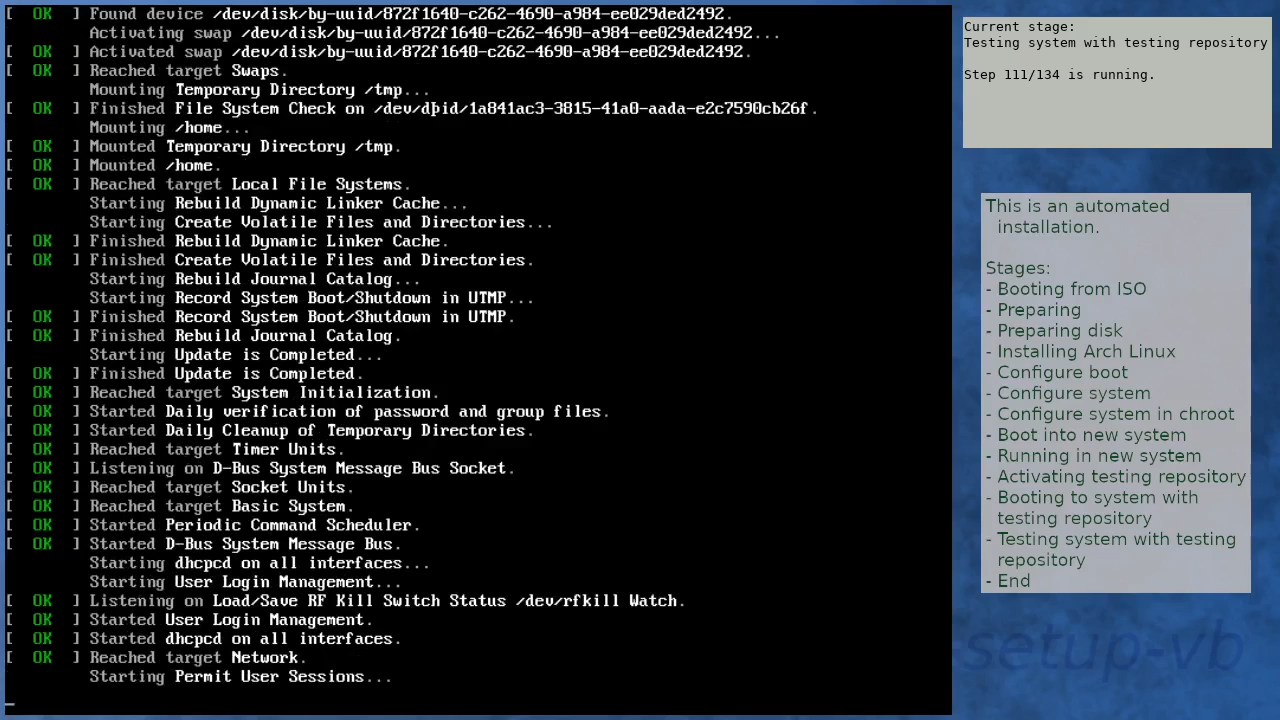 [  OK  ] Found device /dev/disk/by-uuid/872f1640-c262-4690-a984-ee029ded2492.
         Activating swap /dev/disk/by-uuid/872f1640-c262-4690-a984-ee029ded2492...
[  OK  ] Activated swap /dev/disk/by-uuid/872f1640-c262-4690-a984-ee029ded2492.
[  OK  ] Reached target Swaps.
         Mounting Temporary Directory /tmp...
[  OK  ] Finished File System Check on /dev/dþid/1a841ac3-3815-41a0-aada-e2c7590cb26f.
         Mounting /home...
[  OK  ] Mounted Temporary Directory /tmp.
[  OK  ] Mounted /home.
[  OK  ] Reached target Local File Systems.
         Starting Rebuild Dynamic Linker Cache...
         Starting Create Volatile Files and Directories...
[  OK  ] Finished Rebuild Dynamic Linker Cache.
[  OK  ] Finished Create Volatile Files and Directories.
         Starting Rebuild Journal Catalog...
         Starting Record System Boot/Shutdown in UTMP...
[  OK  ] Finished Record System Boot/Shutdown in UTMP.
[  OK  ] Finished Rebuild Journal Catalog.
         Starting Update is Completed...
[  OK  ] Finished Update is Completed.
[  OK  ] Reached target System Initialization.
[  OK  ] Started Daily verification of password and group files.
[  OK  ] Started Daily Cleanup of Temporary Directories.
[  OK  ] Reached target Timer Units.
[  OK  ] Listening on D-Bus System Message Bus Socket.
[  OK  ] Reached target Socket Units.
[  OK  ] Reached target Basic System.
[  OK  ] Started Periodic Command Scheduler.
[  OK  ] Started D-Bus System Message Bus.
         Starting dhcpcd on all interfaces...
         Starting User Login Management...
[  OK  ] Listening on Load/Save RF Kill Switch Status /dev/rfkill Watch.
[  OK  ] Started User Login Management.
[  OK  ] Started dhcpcd on all interfaces.
[  OK  ] Reached target Network.
         Starting Permit User Sessions...
_
Current stage:
Testing system with testing repository
Step 111/134 is running.
This is an automated
installation.
Stages:
- Booting from ISO
- Preparing
- Preparing disk
- Installing Arch Linux
- Configure boot
- Configure system
- Configure system in chroot
- Boot into new system
- Running in new system
- Activating testing repository
- Booting to system with
testing repository
- Testing system with testing
repository
- End
-setup-vb